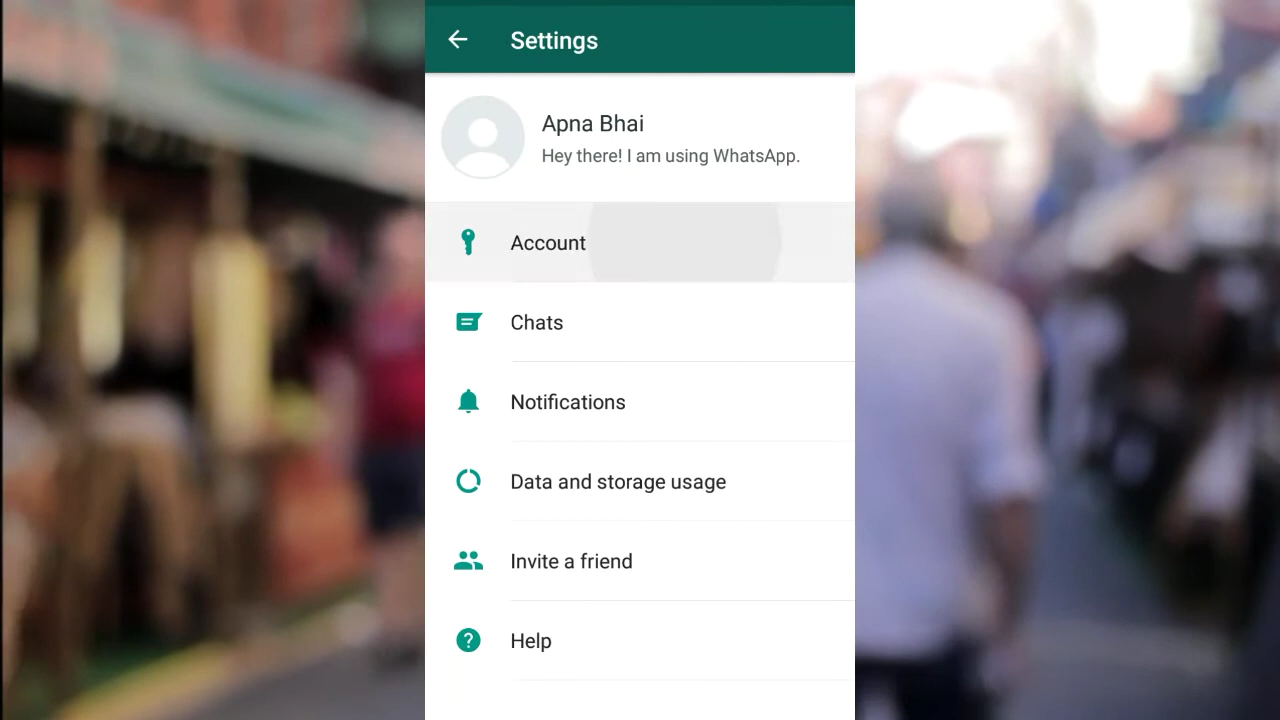 Settings
Apna Bhai
Hey there! I am using WhatsApp.
Account
Chats
Notifications
Data and storage usage
Invite a friend
Help